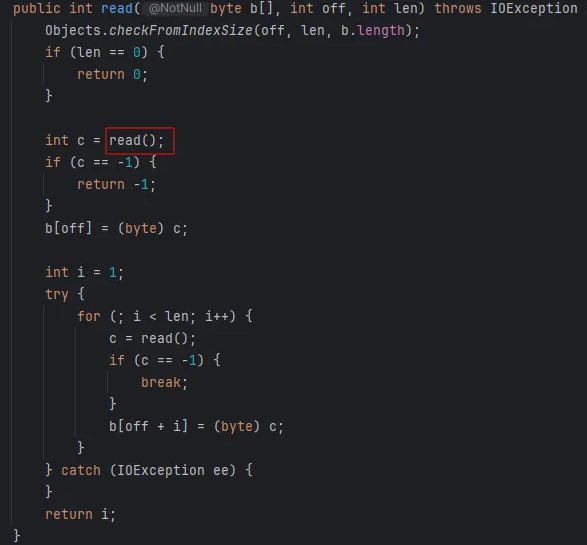 public int read( @NotNull byte b[], int off, int len) throws IOException
    Objects.checkFromIndexSize(off, len, b.length);
    if (len == 0) {
        return 0;
    }

    int c = read();
    if (c == -1) {
        return -1;
    }
    b[off] = (byte) c;

    int i = 1;
    try {
        for (; i < len; i++) {
            c = read();
            if (c == -1) {
                break;
            }
            b[off + i] = (byte) c;
        }
    } catch (IOException ee) {
    }
    return i;
}